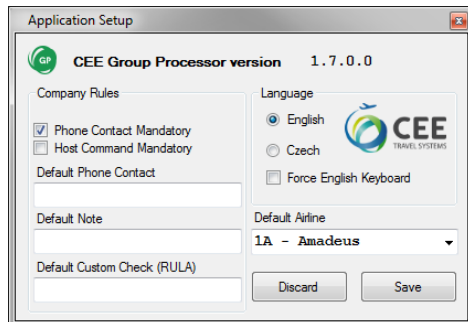 Application Setup
GP CEE Group Processor version 1.7.0.0
Company Rules
Phone Contact Mandatory
Host Command Mandatory
Default Phone Contact
Default Note
Default Custom Check (RULA)
Language
English
Czech
Force English Keyboard
CEE
TRAVEL SYSTEMS
Default Airline
1A - Amadeus
Discard
Save